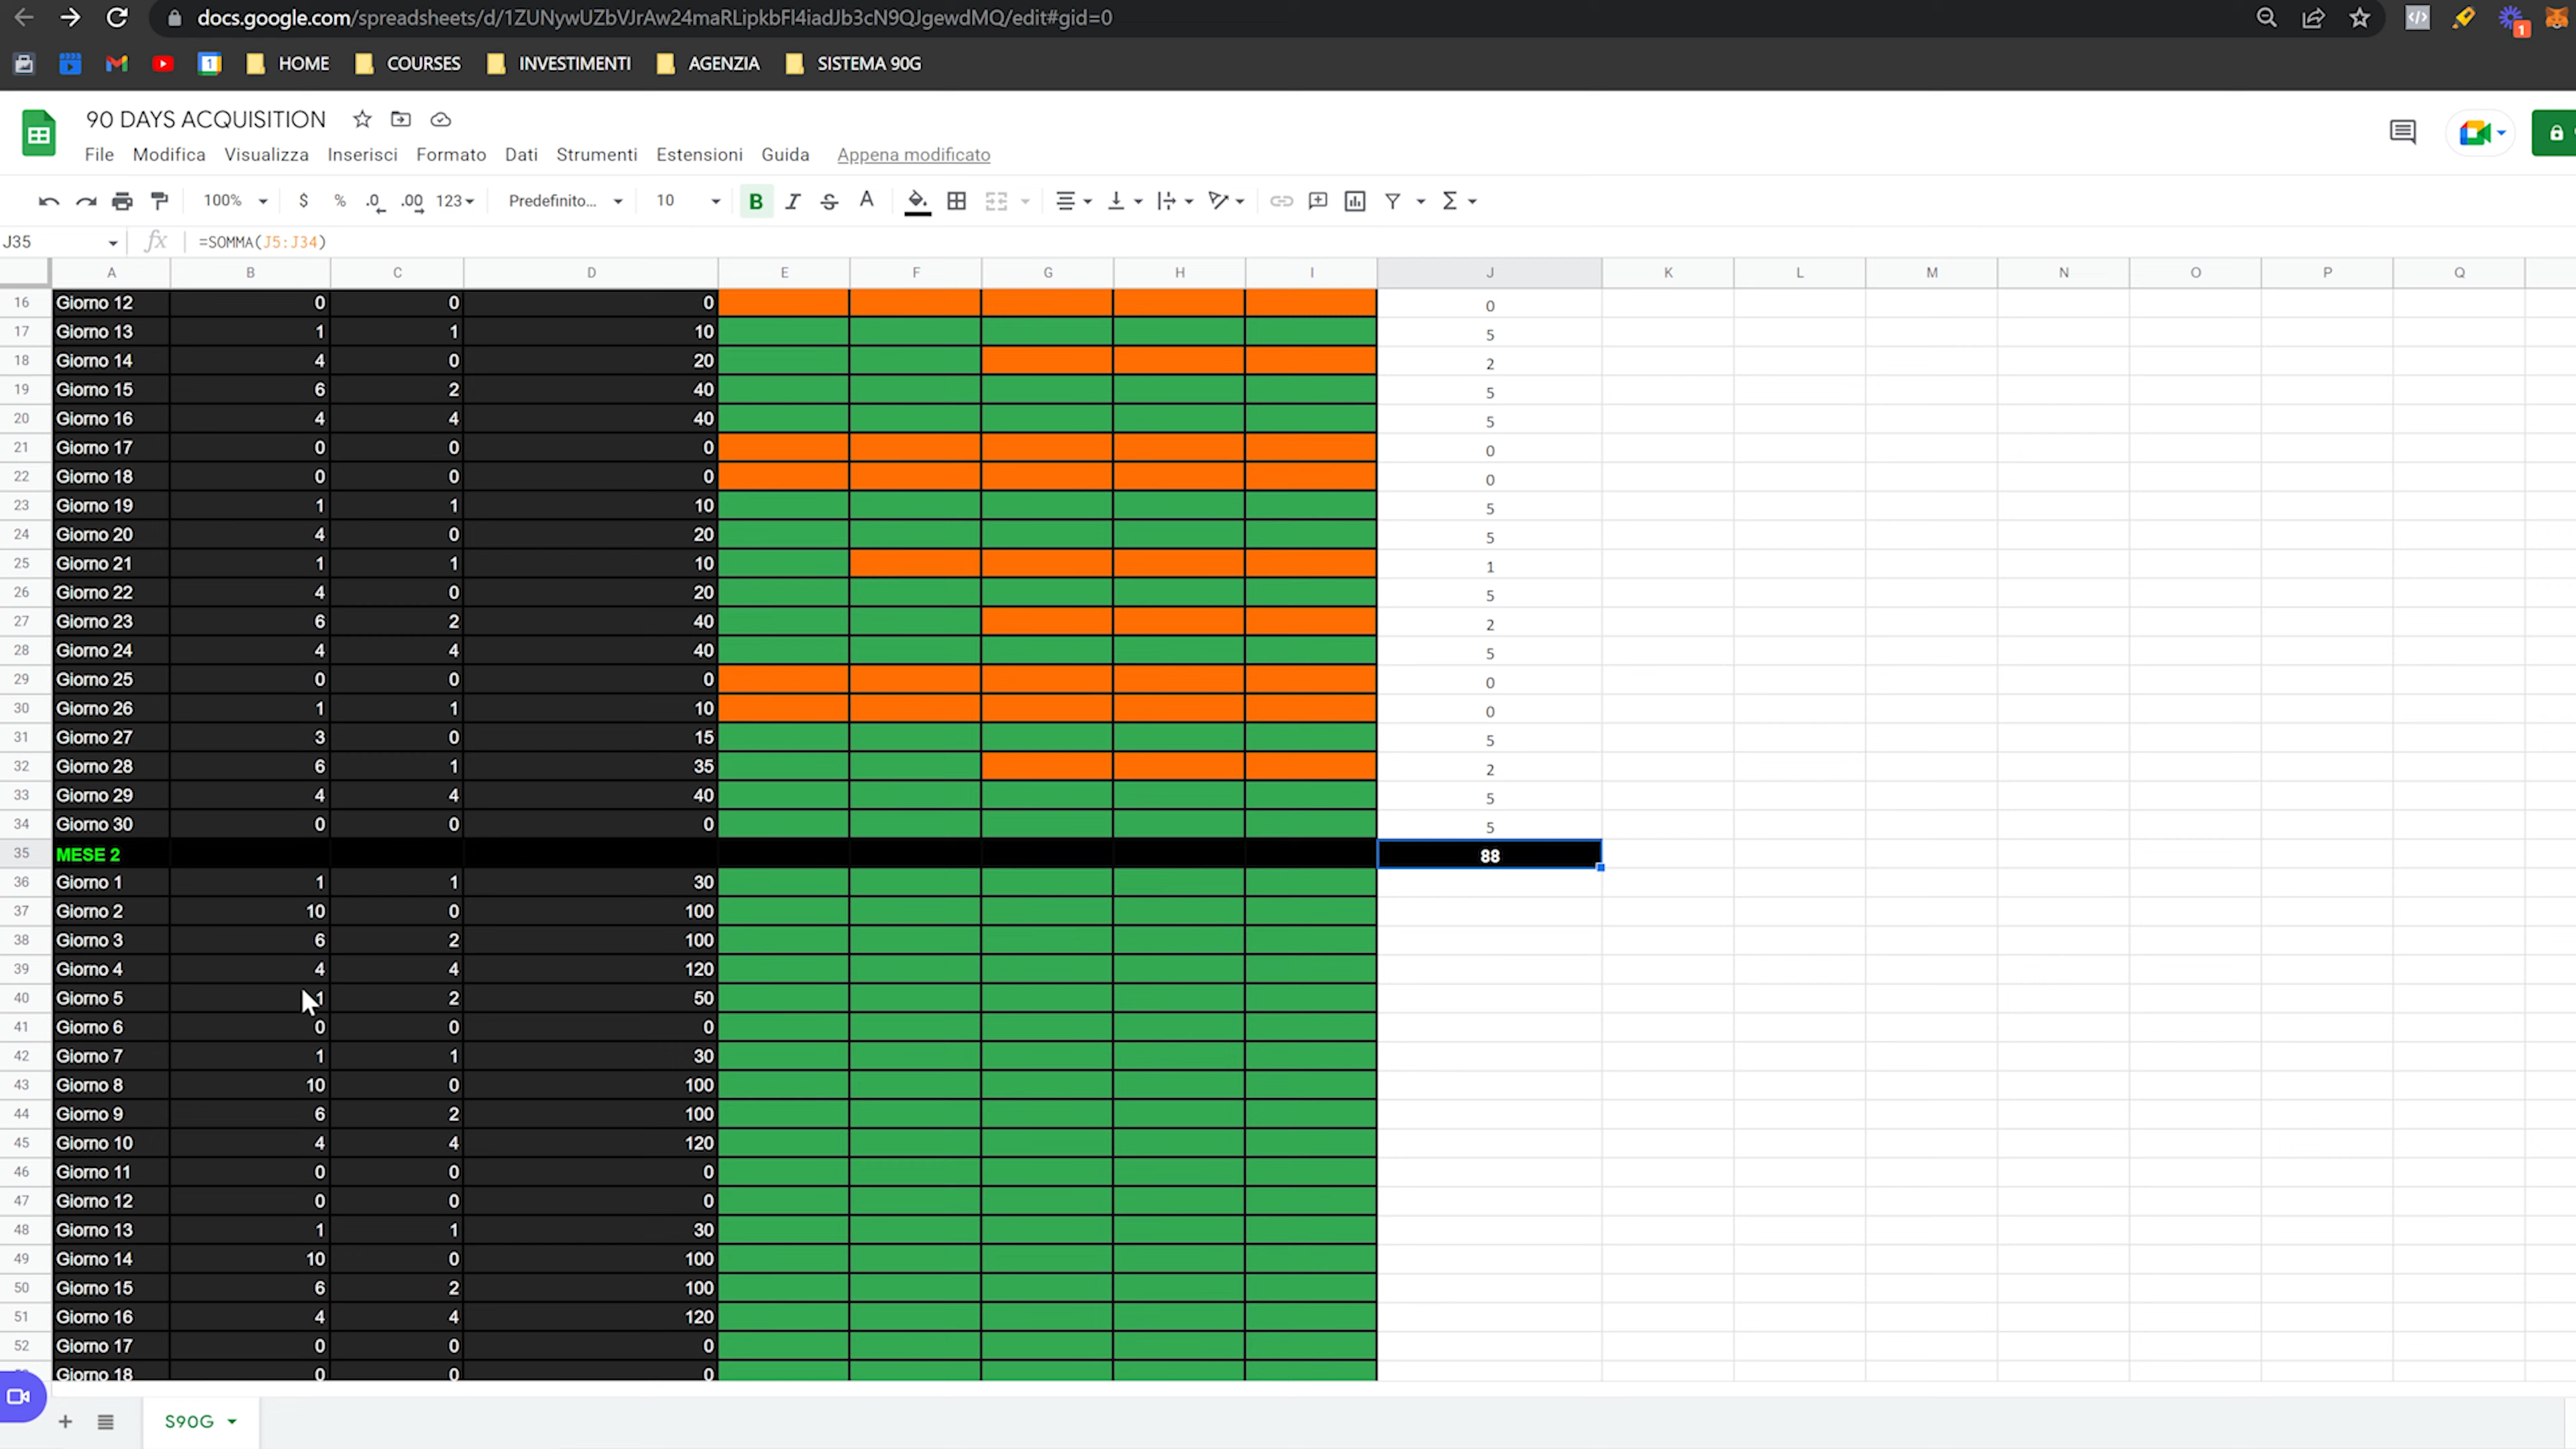 docs.google.com/spreadsheets/d/1ZUNywUZbVJrAw24maRLipkbFl4iadJb3cN9QJgewdMQ/edit#gid=0
1
1 HOME COURSES INVESTIMENTI AGENZIA SISTEMA 90G
90 DAYS ACQUISITION
File Modifica Visualizza Inserisci Formato Dati Strumenti Estensioni Guida Appena modificato
100% $ % .0 .00 123 Predefinito... 10 B I S A Σ
J35 fx =SOMMA(J5:J34)
A B C D E F G H I J K L M N O P Q
16 Giorno 12 0 0 0 0
17 Giorno 13 1 1 10 5
18 Giorno 14 4 0 20 2
19 Giorno 15 6 2 40 5
20 Giorno 16 4 4 40 5
21 Giorno 17 0 0 0 0
22 Giorno 18 0 0 0 0
23 Giorno 19 1 1 10 5
24 Giorno 20 4 0 20 5
25 Giorno 21 1 1 10 1
26 Giorno 22 4 0 20 5
27 Giorno 23 6 2 40 2
28 Giorno 24 4 4 40 5
29 Giorno 25 0 0 0 0
30 Giorno 26 1 1 10 0
31 Giorno 27 3 0 15 5
32 Giorno 28 6 1 35 2
33 Giorno 29 4 4 40 5
34 Giorno 30 0 0 0 5
35 MESE 2 88
36 Giorno 1 1 1 30
37 Giorno 2 10 0 100
38 Giorno 3 6 2 100
39 Giorno 4 4 4 120
40 Giorno 5 1 2 50
41 Giorno 6 0 0 0
42 Giorno 7 1 1 30
43 Giorno 8 10 0 100
44 Giorno 9 6 2 100
45 Giorno 10 4 4 120
46 Giorno 11 0 0 0
47 Giorno 12 0 0 0
48 Giorno 13 1 1 30
49 Giorno 14 10 0 100
50 Giorno 15 6 2 100
51 Giorno 16 4 4 120
52 Giorno 17 0 0 0
Giorno 18 0 0 0
S90G